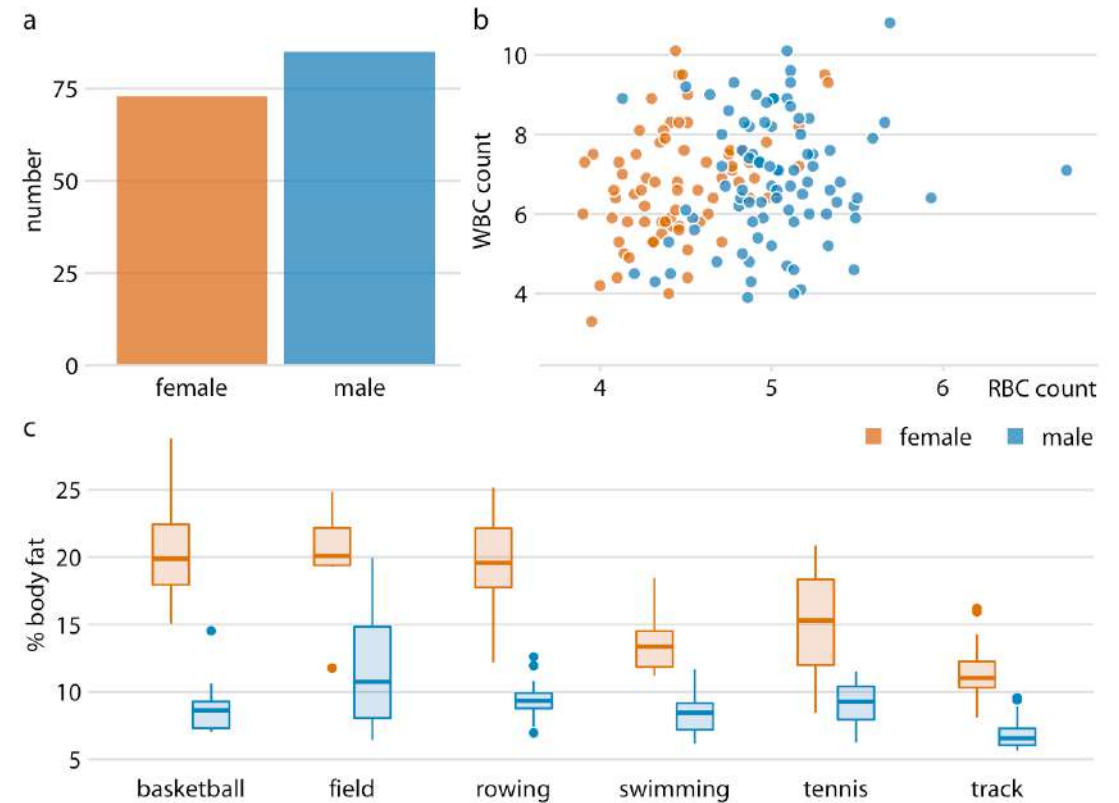 a
75
50
25
0
number
female
male
b
10
8
6
4
WBC count
4
5
6
RBC count
female
male
c
25
20
15
10
5
% body fat
basketball
field
rowing
swimming
tennis
track